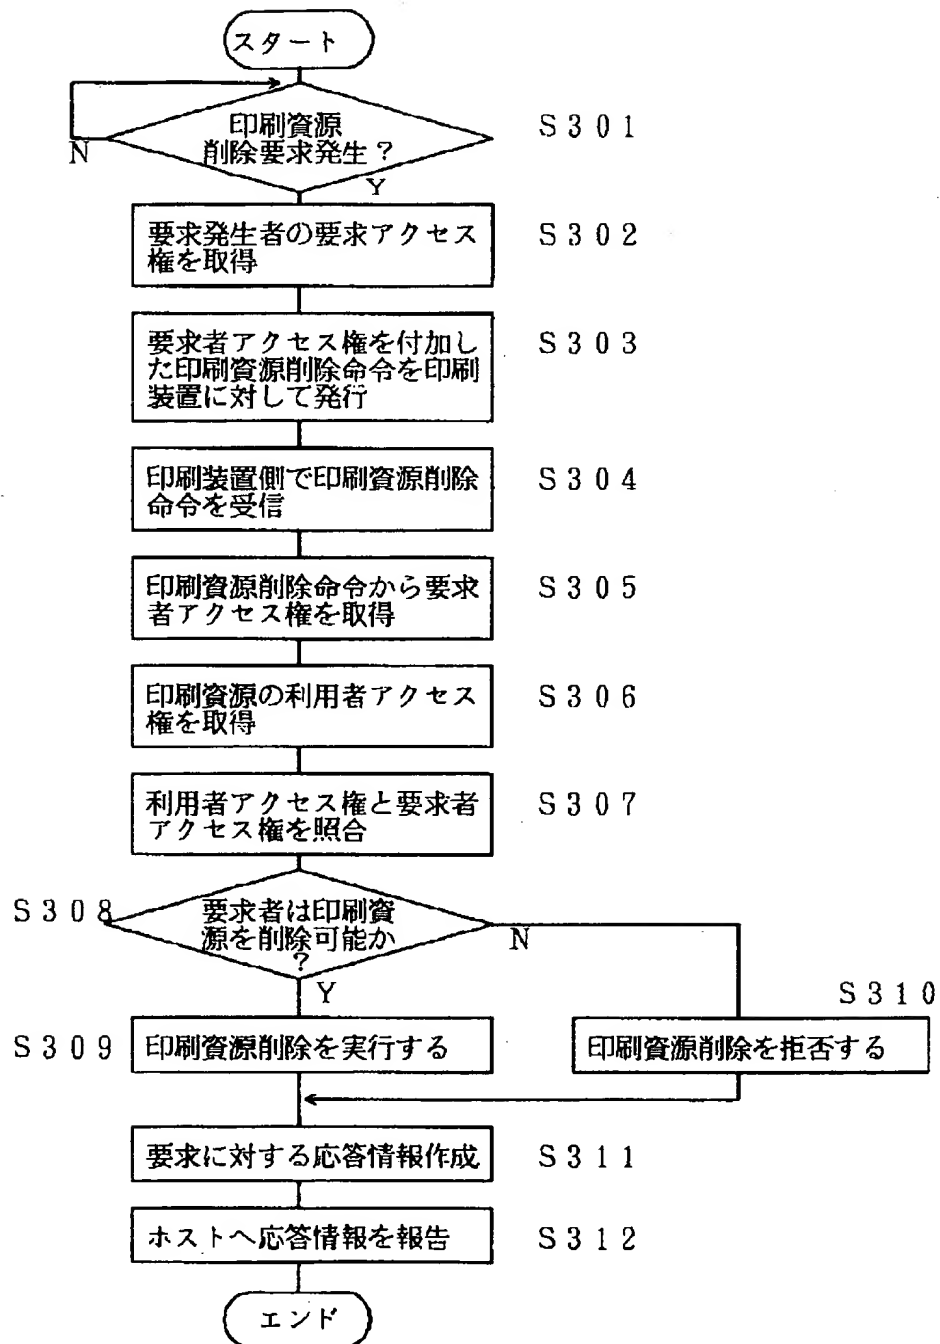 スタート
印刷資源
削除要求発生？
S301
N
Y
要求発生者の要求アクセス
権を取得
S302
要求者アクセス権を付加し
た印刷資源削除命令を印刷
装置に対して発行
S303
印刷装置側で印刷資源削除
命令を受信
S304
印刷資源削除命令から要求
者アクセス権を取得
S305
印刷資源の利用者アクセス
権を取得
S306
利用者アクセス権と要求者
アクセス権を照合
S307
S308
要求者は印刷資
源を削除可能か
？
N
Y
S310
S309
印刷資源削除を実行する
印刷資源削除を拒否する
要求に対する応答情報作成
S311
ホストへ応答情報を報告
S312
エンド